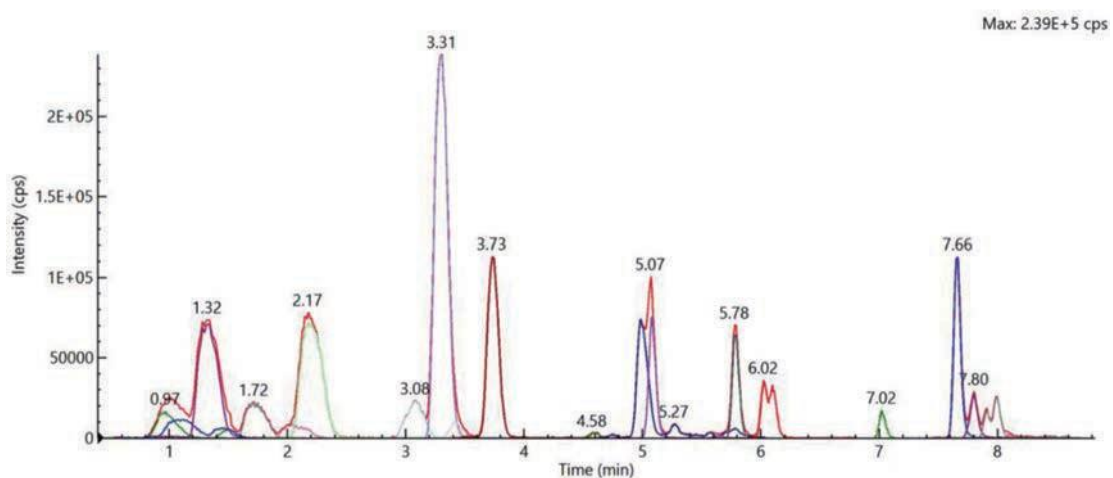 Max: 2.39E+5 cps
3.31
2E+05
1.5E+05
3.73
7.66
1E+05
5.07
1.32
2.17
5.78
50000
6.02
0.97
1.72
3.08
7.80
7.02
4.58
5.27
0
1 2 3 4 5 6 7 8
Time (min)
Intensity (cps)